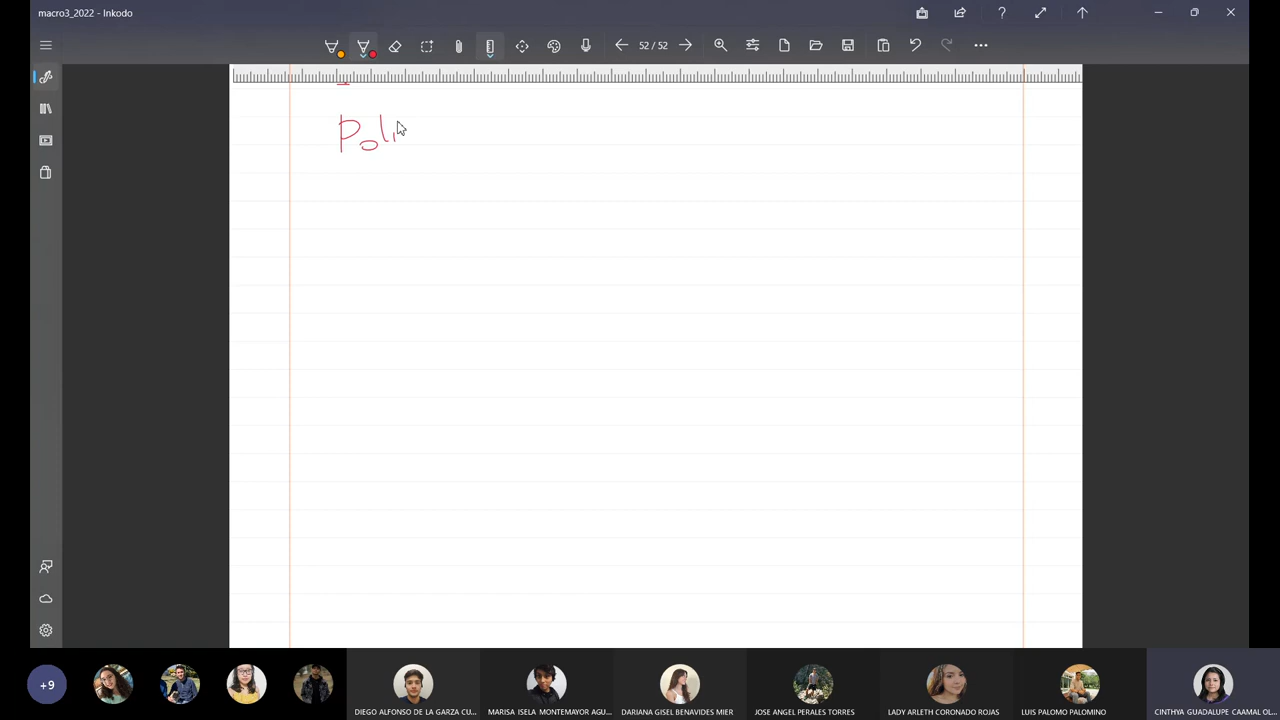 macro3_2022 - Inkodo
52 / 52
Poli
+9
DIEGO ALFONSO DE LA GARZA CU...
MARISA ISELA MONTEMAYOR AGU...
DARIANA GISEL BENAVIDES MIER
JOSE ANGEL PERALES TORRES
LADY ARLETH CORONADO ROJAS
LUIS PALOMO PALOMINO
CINTHYA GUADALUPE CAAMAL OL...